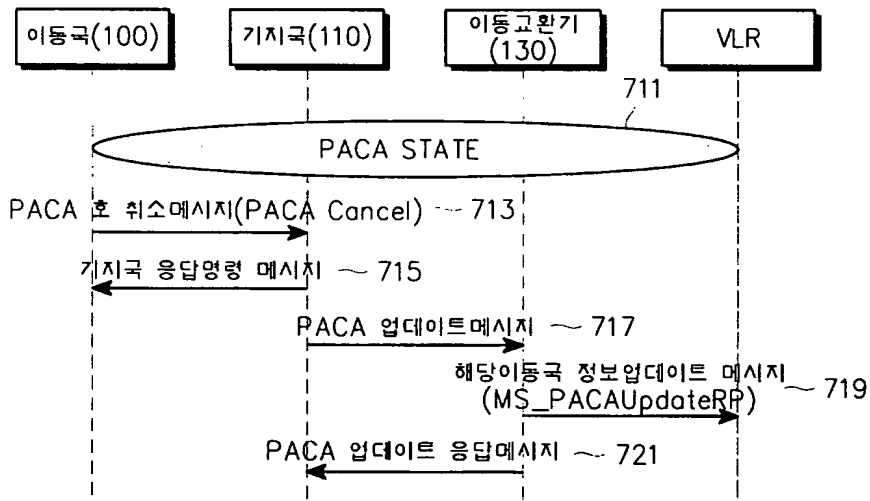 이동국(100)
기지국(110)
이동교환기
(130)
VLR
711
PACA STATE
PACA 호 취소메시지(PACA Cancel) 713
기지국 응답명령 메시지 715
PACA 업데이트메시지 717
해당이동국 정보업데이트 메시지
(MS_PACAUpdateRP) 719
PACA 업데이트 응답메시지 721